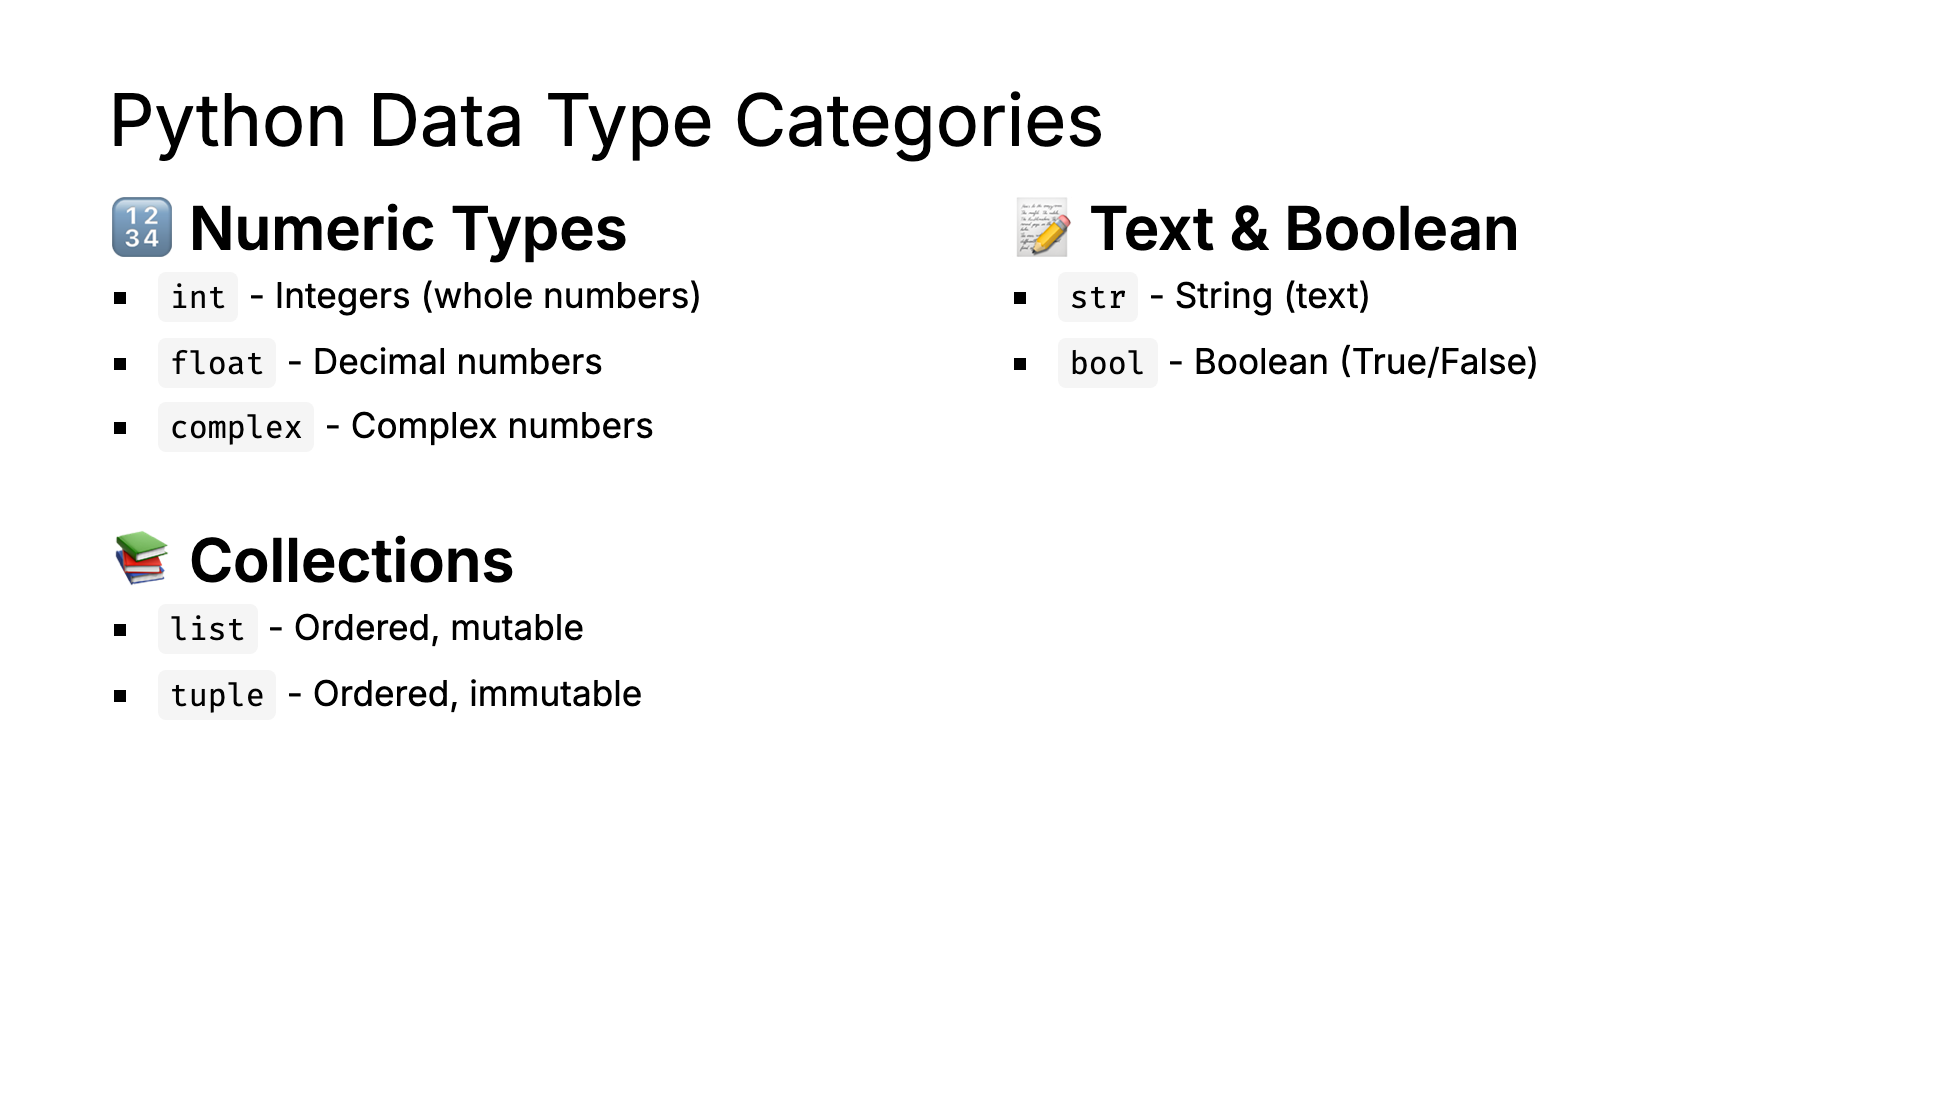 Python Data Type Categories
🔢 Numeric Types
▪ int - Integers (whole numbers)
▪ float - Decimal numbers
▪ complex - Complex numbers
📚 Collections
▪ list - Ordered, mutable
▪ tuple - Ordered, immutable
📝 Text & Boolean
▪ str - String (text)
▪ bool - Boolean (True/False)